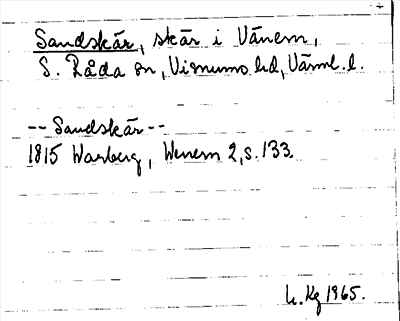 Sandskär, skär i Vänern,
S. Råda sn, Visnums hd, Värml. l.
-- Sandskär --
1815 Warberg, Wenern 2, s. 133.
L. Kg 1965.